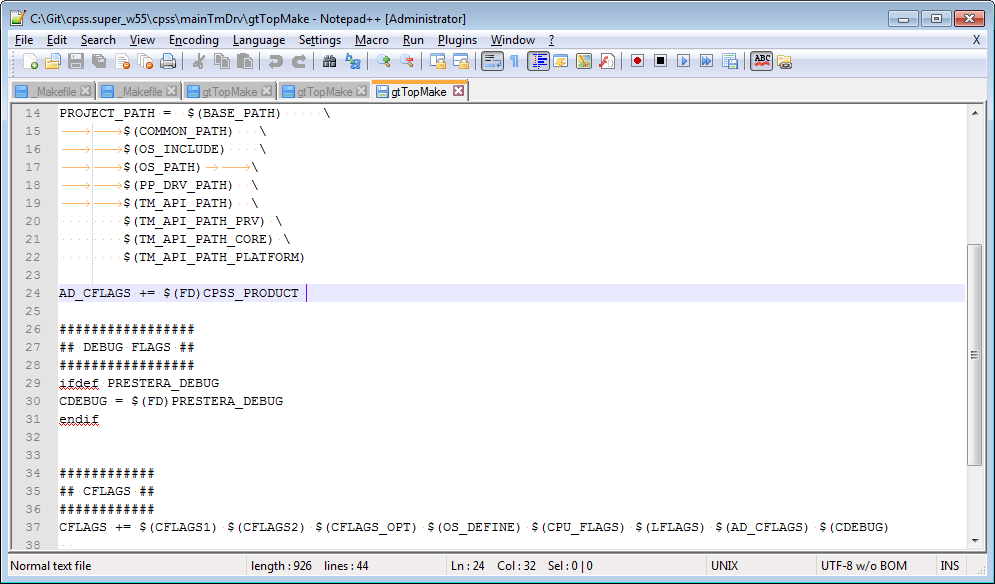 C:\Git\cpss.super_w55\cpss\mainTmDrv\gtTopMake - Notepad++ [Administrator]
File Edit Search View Encoding Language Settings Macro Run Plugins Window ? X
ABC
_Makefile _Makefile gtTopMake gtTopMake gtTopMake
14 PROJECT_PATH = $(BASE_PATH) \
15 $(COMMON_PATH) \
16 $(OS_INCLUDE) \
17 $(OS_PATH) \
18 $(PP_DRV_PATH) \
19 $(TM_API_PATH) \
20 $(TM_API_PATH_PRV) \
21 $(TM_API_PATH_CORE) \
22 $(TM_API_PATH_PLATFORM)
23
24 AD_CFLAGS += $(FD)CPSS_PRODUCT
25
26 #################
27 ## DEBUG FLAGS ##
28 #################
29 ifdef PRESTERA_DEBUG
30 CDEBUG = $(FD)PRESTERA_DEBUG
31 endif
32
33
34 ############
35 ## CFLAGS ##
36 ############
37 CFLAGS += $(CFLAGS1) $(CFLAGS2) $(CFLAGS_OPT) $(OS_DEFINE) $(CPU_FLAGS) $(LFLAGS) $(AD_CFLAGS) $(CDEBUG)
38
Normal text file length : 926 lines : 44 Ln : 24 Col : 32 Sel : 0 | 0 UNIX UTF-8 w/o BOM INS